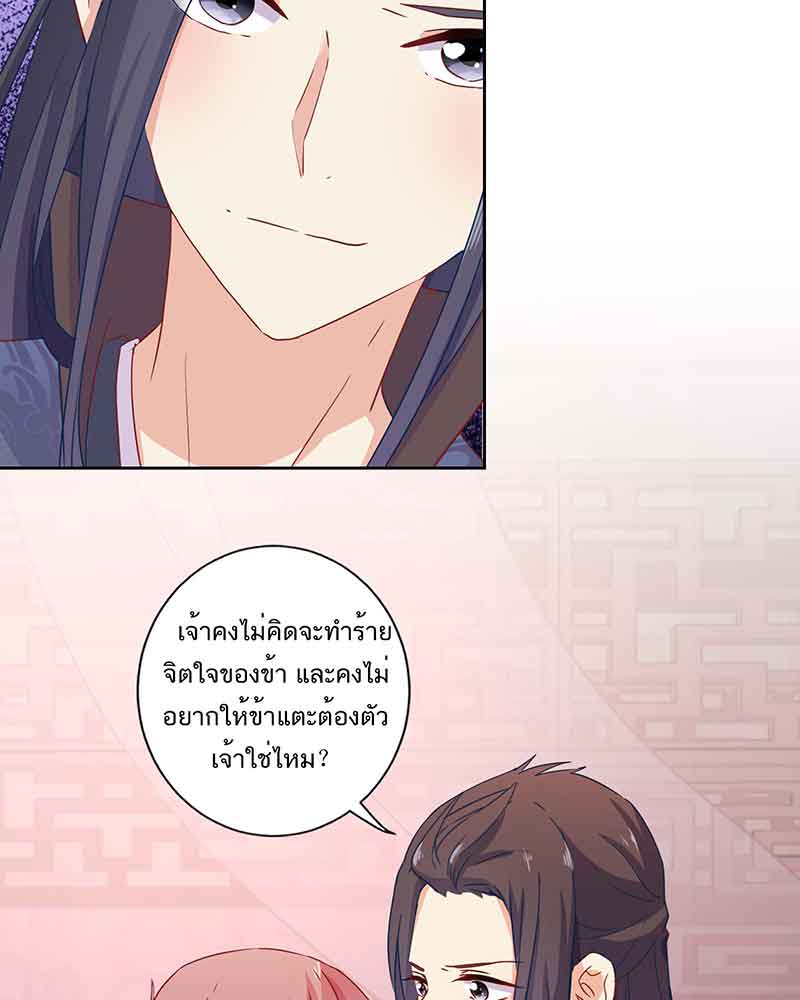 เจ้าคงไม่คิดจะทำร้าย
จิตใจของข้า และคงไม่
อยากให้ข้าแตะต้องตัว
เจ้าใช่ไหม?